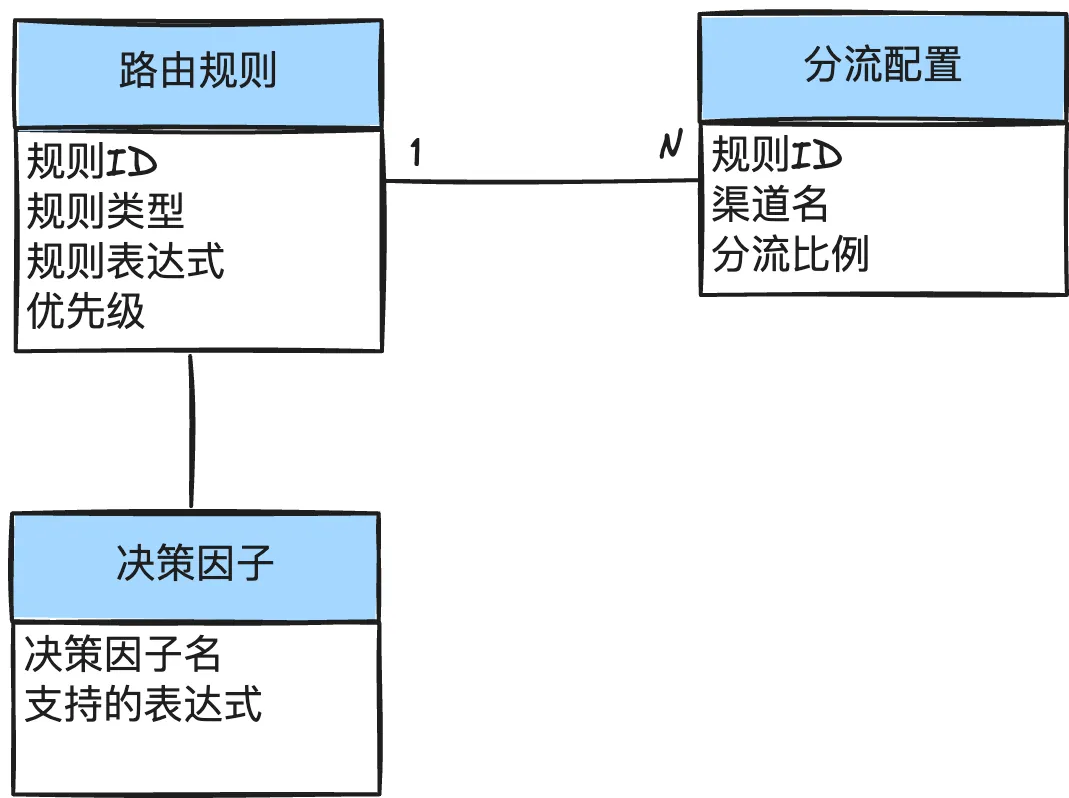 路由规则
规则ID
规则类型
规则表达式
优先级
1
N
分流配置
规则ID
渠道名
分流比例
决策因子
决策因子名
支持的表达式